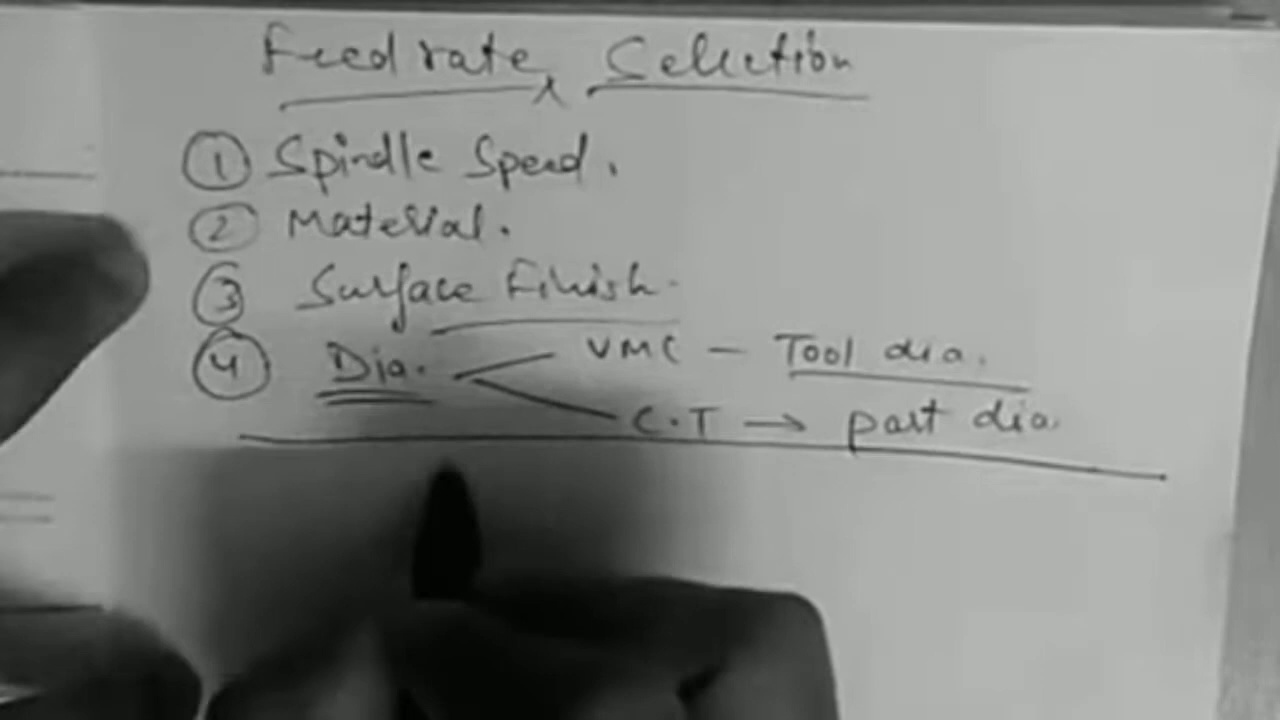 Feed rate, Selection
① Spindle Speed.
② Material.
③ Surface Finish.
④ Dia. VMC - Tool dia.
C.T → part dia.